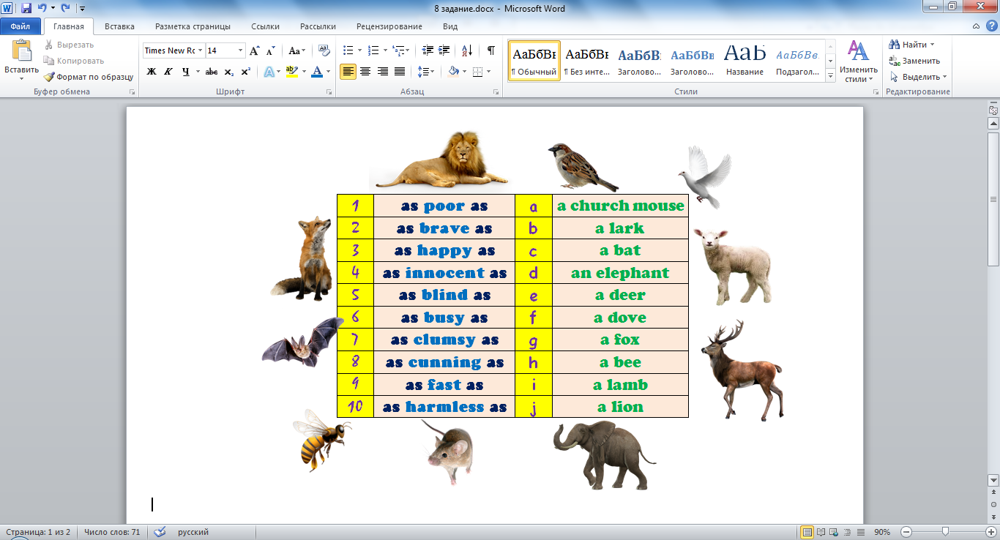 8 задание.docx - Microsoft Word
Файл Главная Вставка Разметка страницы Ссылки Рассылки Рецензирование Вид
Вставить
Вырезать
Копировать
Формат по образцу
Буфер обмена
Times New Rc 14
Ж К Ч abc x₂ x²
Шрифт
Абзац
АаБбВв АаБбВв АаБбВ АаБбВв АаБ АаБбВв.
¶ Обычный ¶ Без инте... Заголово... Заголово... Название Подзагол...
Стили
Изменить стили
Найти
Заменить
Выделить
Редактирование
1 as poor as a a church mouse
2 as brave as b a lark
3 as happy as c a bat
4 as innocent as d an elephant
5 as blind as e a deer
6 as busy as f a dove
7 as clumsy as g a fox
8 as cunning as h a bee
9 as fast as i a lamb
10 as harmless as j a lion
Страница: 1 из 2 Число слов: 71 русский 90%